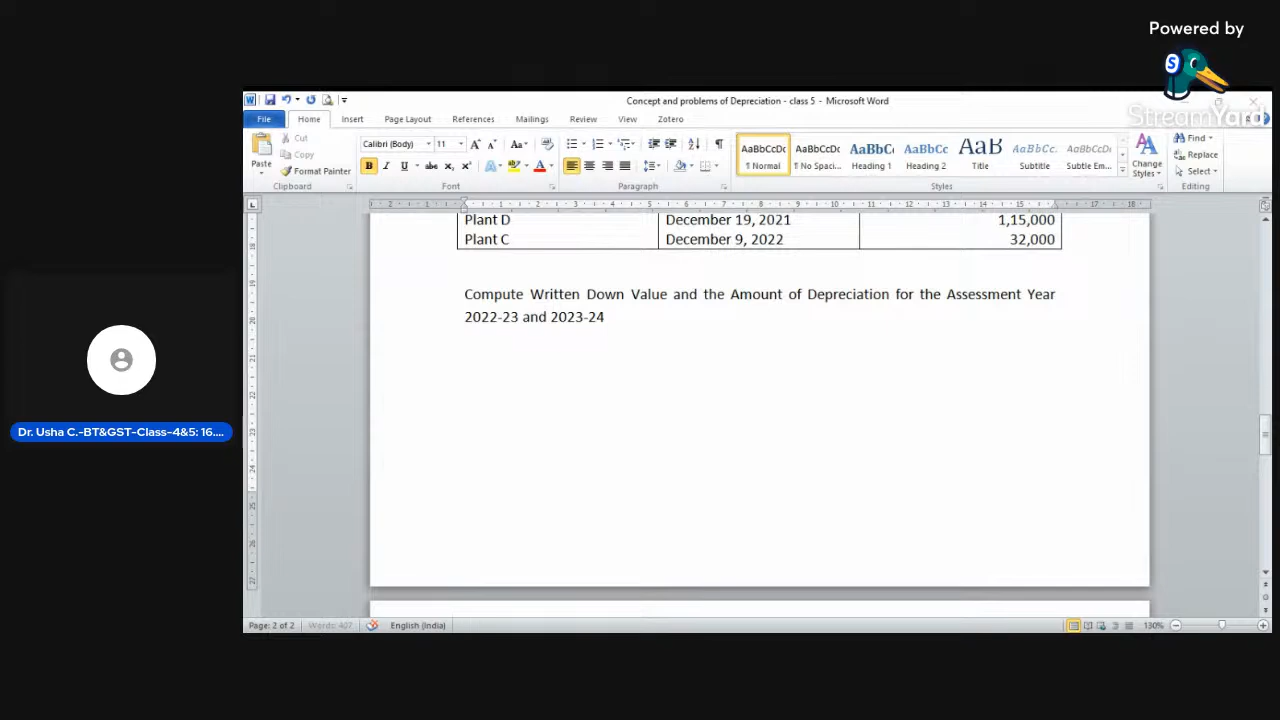 Powered by
S
StreamYard
Concept and problems of Depreciation - class 5 - Microsoft Word
File Home Insert Page Layout References Mailings Review View Zotero
Paste
Cut
Copy
Format Painter
Clipboard
Calibri (Body) 11
Font
Paragraph
AaBbCcDc AaBbCcDc AaBbCc AaBbCc AaB AaBbCc. AaBbCcDc
¶ Normal ¶ No Spaci... Heading 1 Heading 2 Title Subtitle Subtle Em...
Change Styles
Styles
Find
Replace
Select
Editing
Plant D December 19, 2021 1,15,000
Plant C December 9, 2022 32,000
Compute Written Down Value and the Amount of Depreciation for the Assessment Year
2022-23 and 2023-24
Dr. Usha C.-BT&GST-Class-4&5: 16....
Page: 2 of 2 Words: 407 English (India) 130%